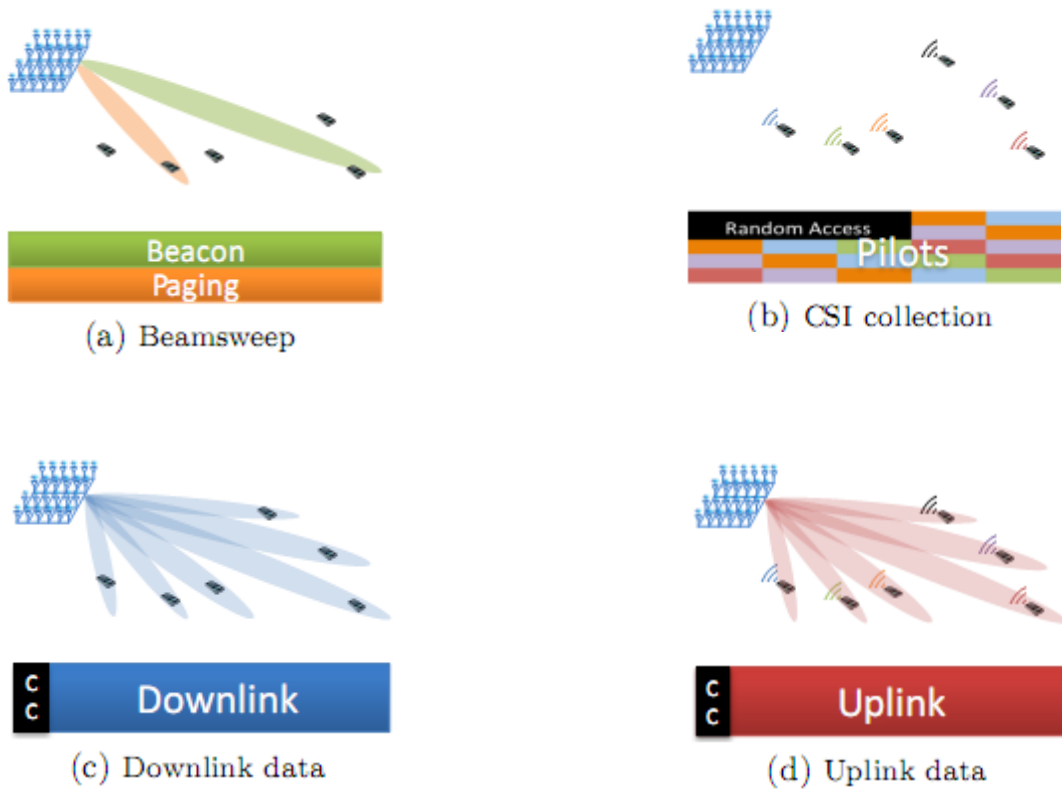 Beacon
Paging
(a) Beamsweep
Random Access
Pilots
(b) CSI collection
C
C
Downlink
(c) Downlink data
C
C
Uplink
(d) Uplink data